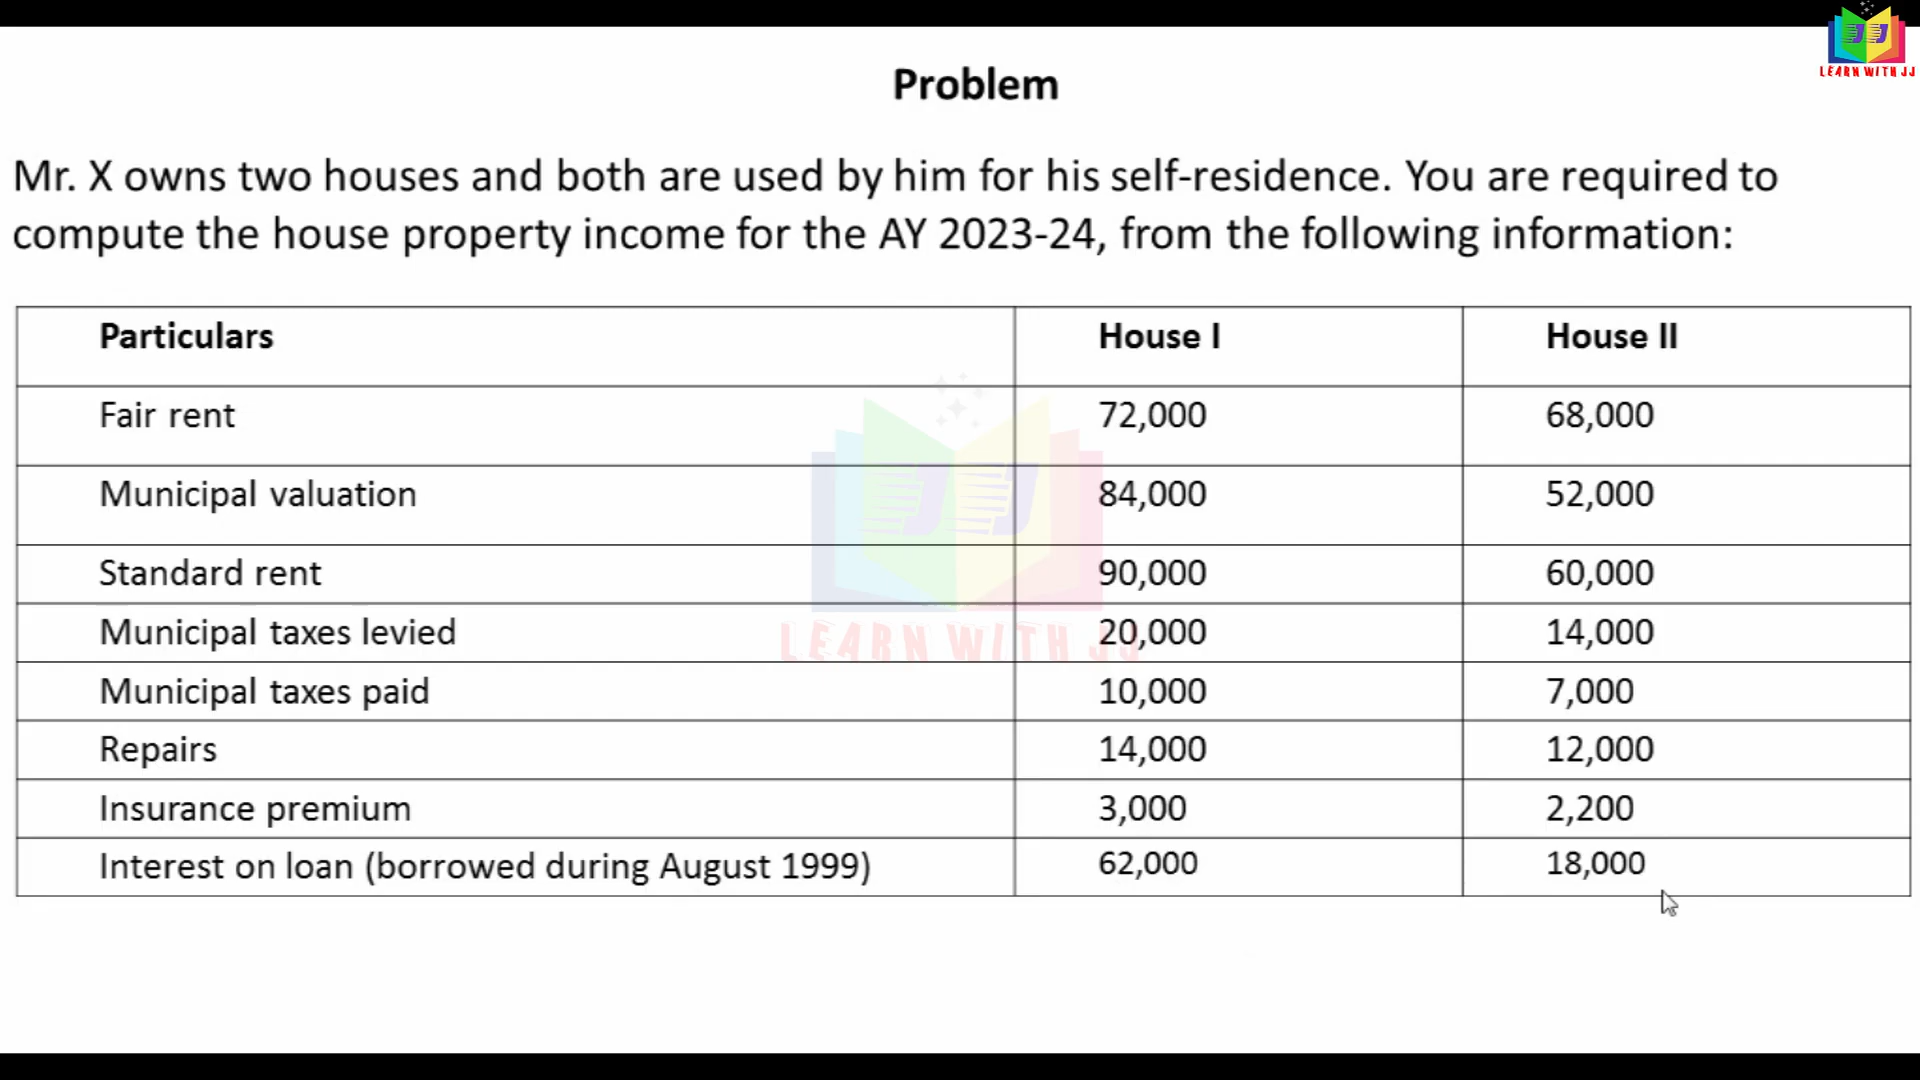 LEARN WITH JJ
Problem
Mr. X owns two houses and both are used by him for his self-residence. You are required to
compute the house property income for the AY 2023-24, from the following information:
Particulars House I House II
Fair rent 72,000 68,000
Municipal valuation 84,000 52,000
Standard rent 90,000 60,000
Municipal taxes levied 20,000 14,000
LEARN WITH JJ
Municipal taxes paid 10,000 7,000
Repairs 14,000 12,000
Insurance premium 3,000 2,200
Interest on loan (borrowed during August 1999) 62,000 18,000